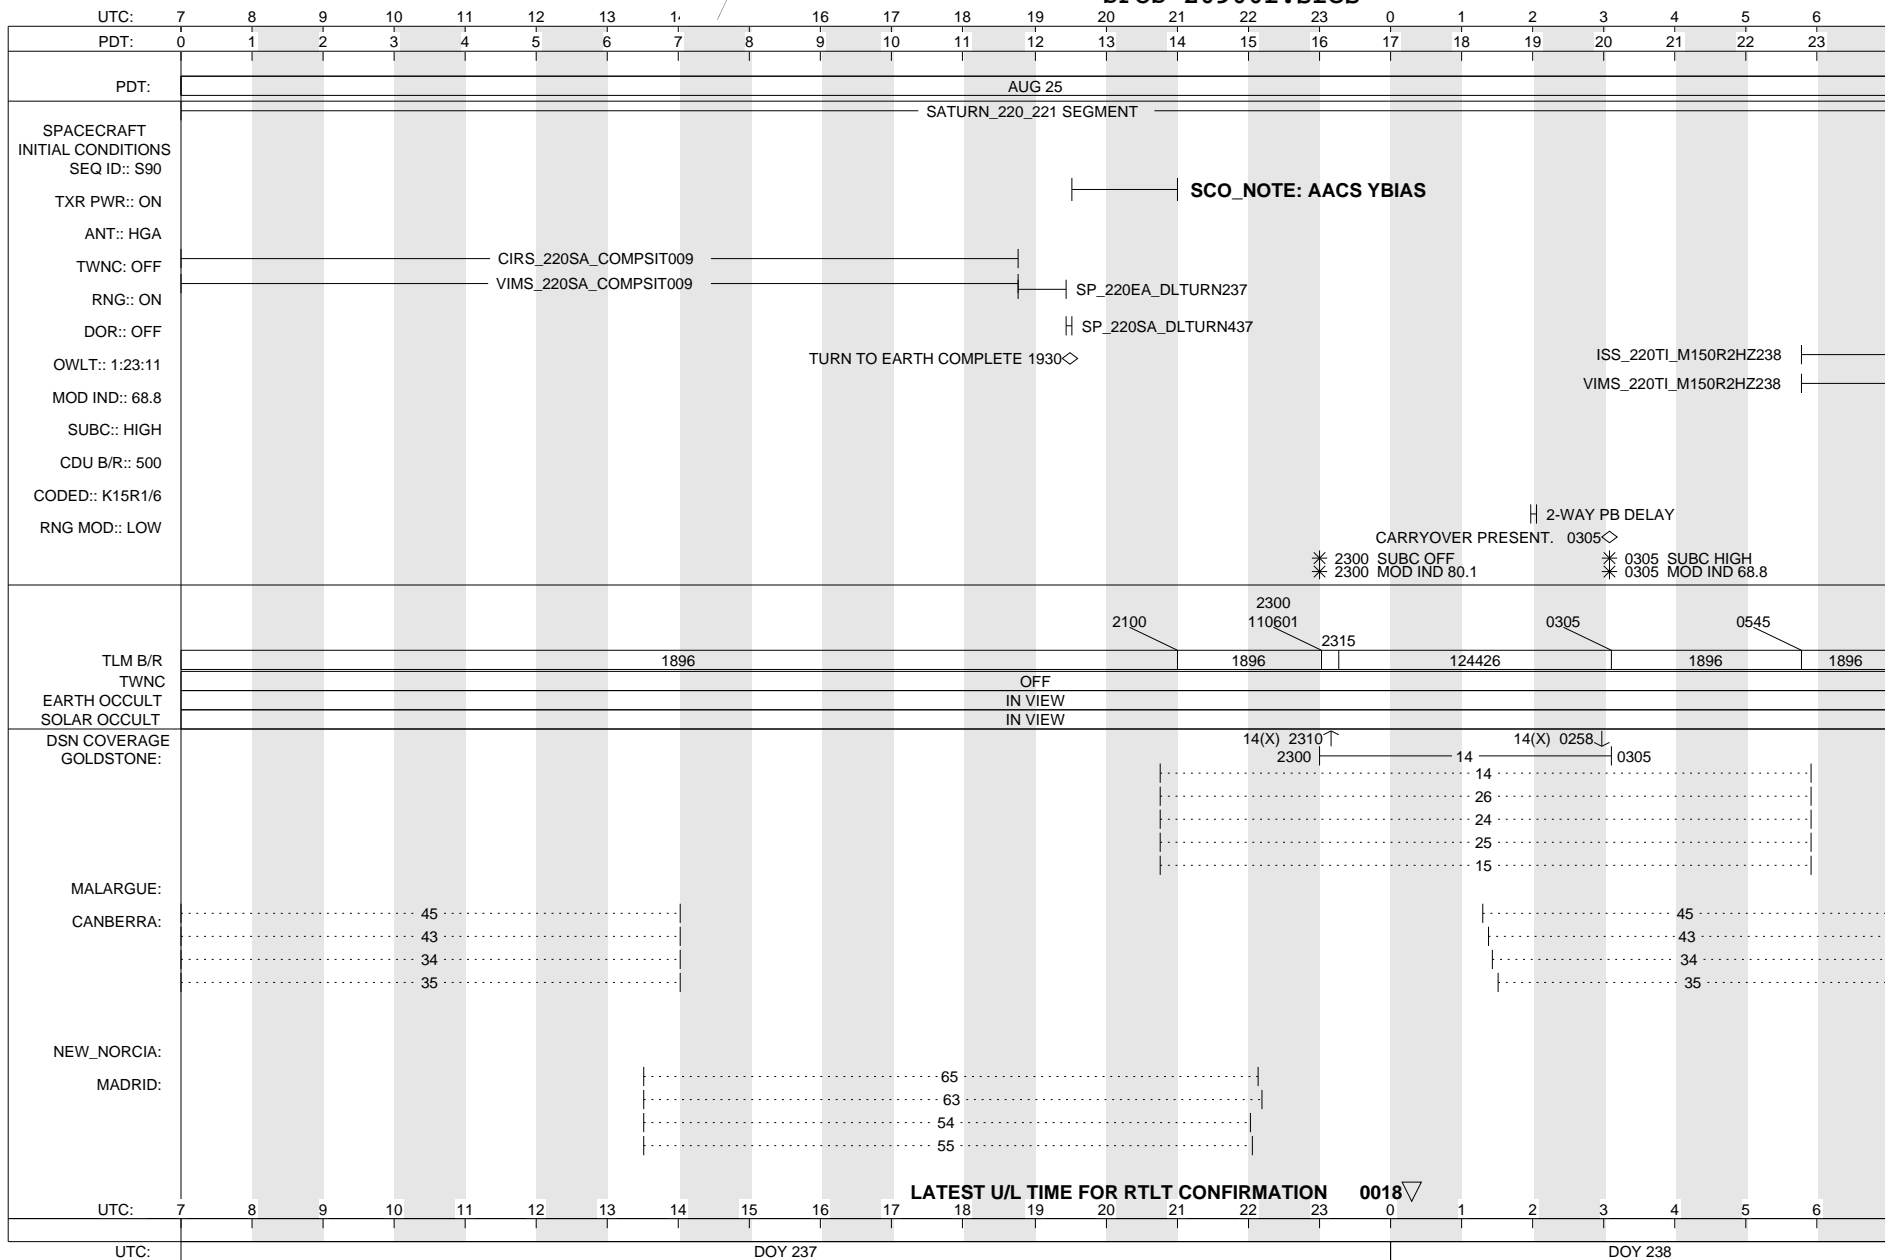 UTC: 7 8 9 10 11 12 13 16 17 18 19 20 21 22 23 0 1 2 3 4 5 6
PDT: 0 1 2 3 4 5 6 7 8 9 10 11 12 13 14 15 16 17 18 19 20 21 22 23
PDT: AUG 25
SATURN_220_221 SEGMENT
SPACECRAFT
INITIAL CONDITIONS
SEQ ID:: S90
SCO_NOTE: AACS YBIAS
TXR PWR:: ON
ANT:: HGA
CIRS_220SA_COMPSIT009
TWNC: OFF
VIMS_220SA_COMPSIT009
SP_220EA_DLTURN237
RNG:: ON
SP_220SA_DLTURN437
DOR:: OFF
TURN TO EARTH COMPLETE 1930
ISS_220TI_M150R2HZ238
OWLT:: 1:23:11
VIMS_220TI_M150R2HZ238
MOD IND:: 68.8
SUBC:: HIGH
CDU B/R:: 500
CODED:: K15R1/6
2-WAY PB DELAY
RNG MOD:: LOW
CARRYOVER PRESENT. 0305
2300 SUBC OFF 0305 SUBC HIGH
2300 MOD IND 80.1 0305 MOD IND 68.8
2300
2100 110601 0305 0545
2315
TLM B/R 1896 1896 124426 1896 1896
TWNC OFF
EARTH OCCULT IN VIEW
SOLAR OCCULT IN VIEW
DSN COVERAGE 14(X) 2310 14(X) 0258
GOLDSTONE: 2300 14 0305
14
26
24
25
15
MALARGUE:
45 45
CANBERRA:
43 43
34 34
35 35
NEW_NORCIA:
65
MADRID:
63
54
55
LATEST U/L TIME FOR RTLT CONFIRMATION 0018
UTC: 7 8 9 10 11 12 13 14 15 16 17 18 19 20 21 22 23 0 1 2 3 4 5 6
UTC: DOY 237 DOY 238